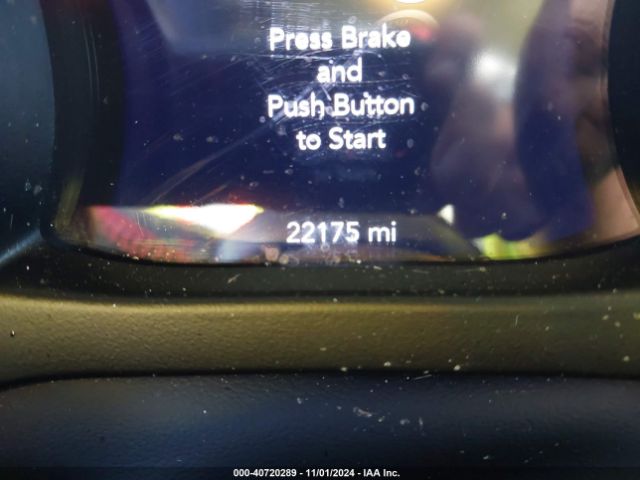 Press Brake
and
Push Button
to Start
22175 mi
000-40720289 - 11/01/2024 - IAA Inc.